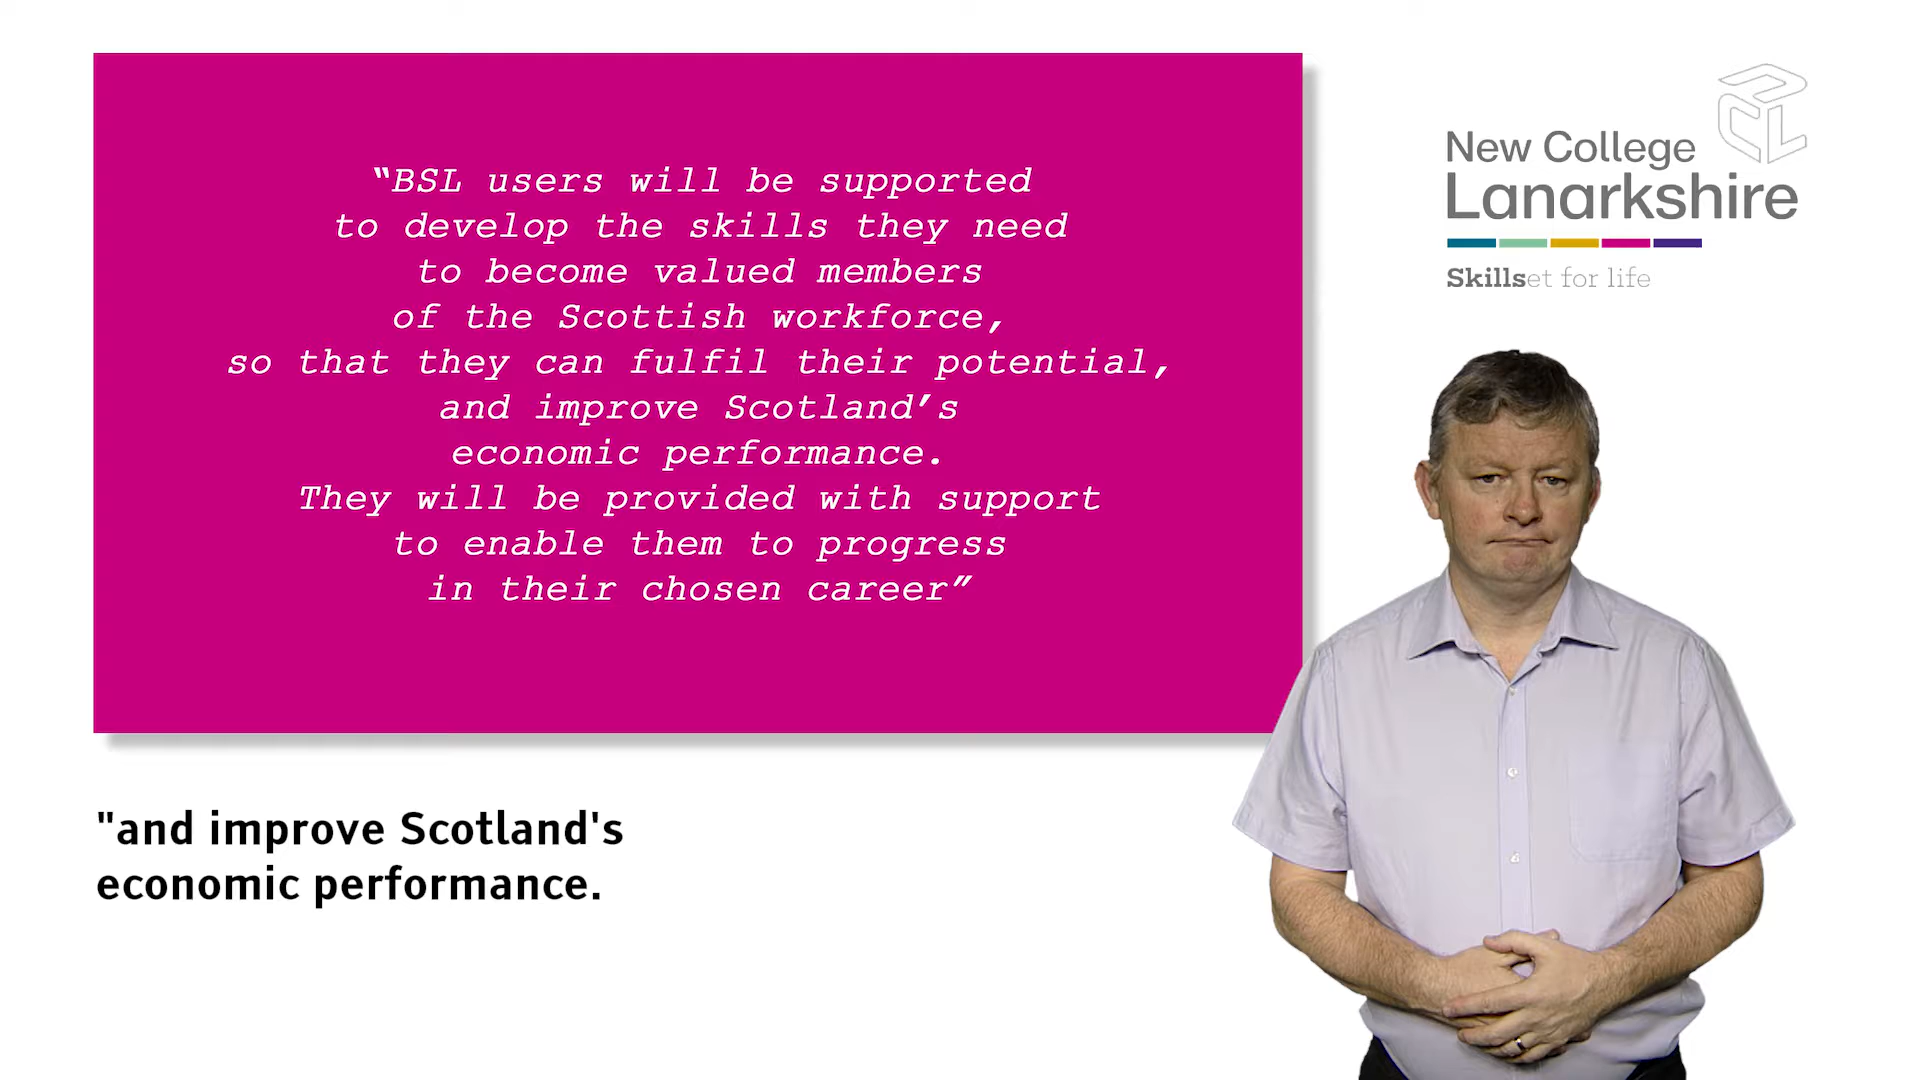 “BSL users will be supported
to develop the skills they need
to become valued members
of the Scottish workforce,
so that they can fulfil their potential,
and improve Scotland’s
economic performance.
They will be provided with support
to enable them to progress
in their chosen career”
NCL
New College
Lanarkshire
Skillset for life
"and improve Scotland's
economic performance.